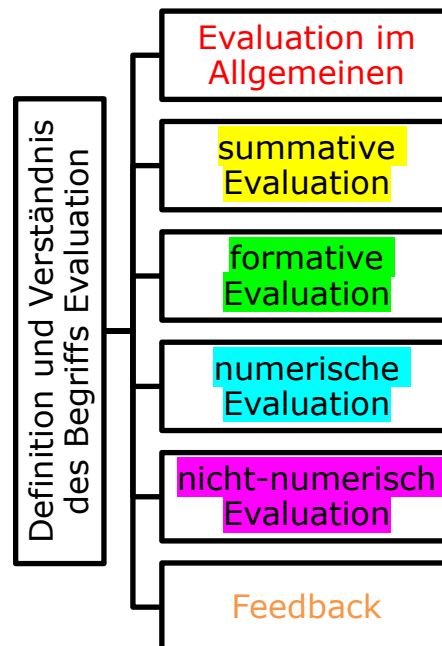 Definition und Verständnis
des Begriffs Evaluation
Evaluation im
Allgemeinen
summative
Evaluation
formative
Evaluation
numerische
Evaluation
nicht-numerisch
Evaluation
Feedback